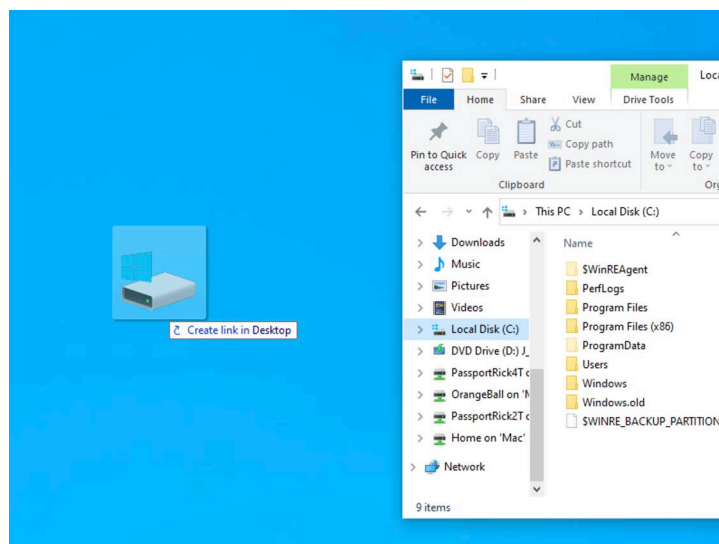 Manage
Loca
File Home Share View Drive Tools
Pin to Quick access
Copy
Paste
Cut
Copy path
Paste shortcut
Move to
Copy to
Clipboard
Org
This PC > Local Disk (C:)
Downloads
Music
Pictures
Videos
Local Disk (C:)
DVD Drive (D:) J_
PassportRick4T c
OrangeBall on 'M
PassportRick2T c
Home on 'Mac'
Network
Name
$WinREAgent
PerfLogs
Program Files
Program Files (x86)
ProgramData
Users
Windows
Windows.old
$WINRE_BACKUP_PARTITION
9 items
Create link in Desktop